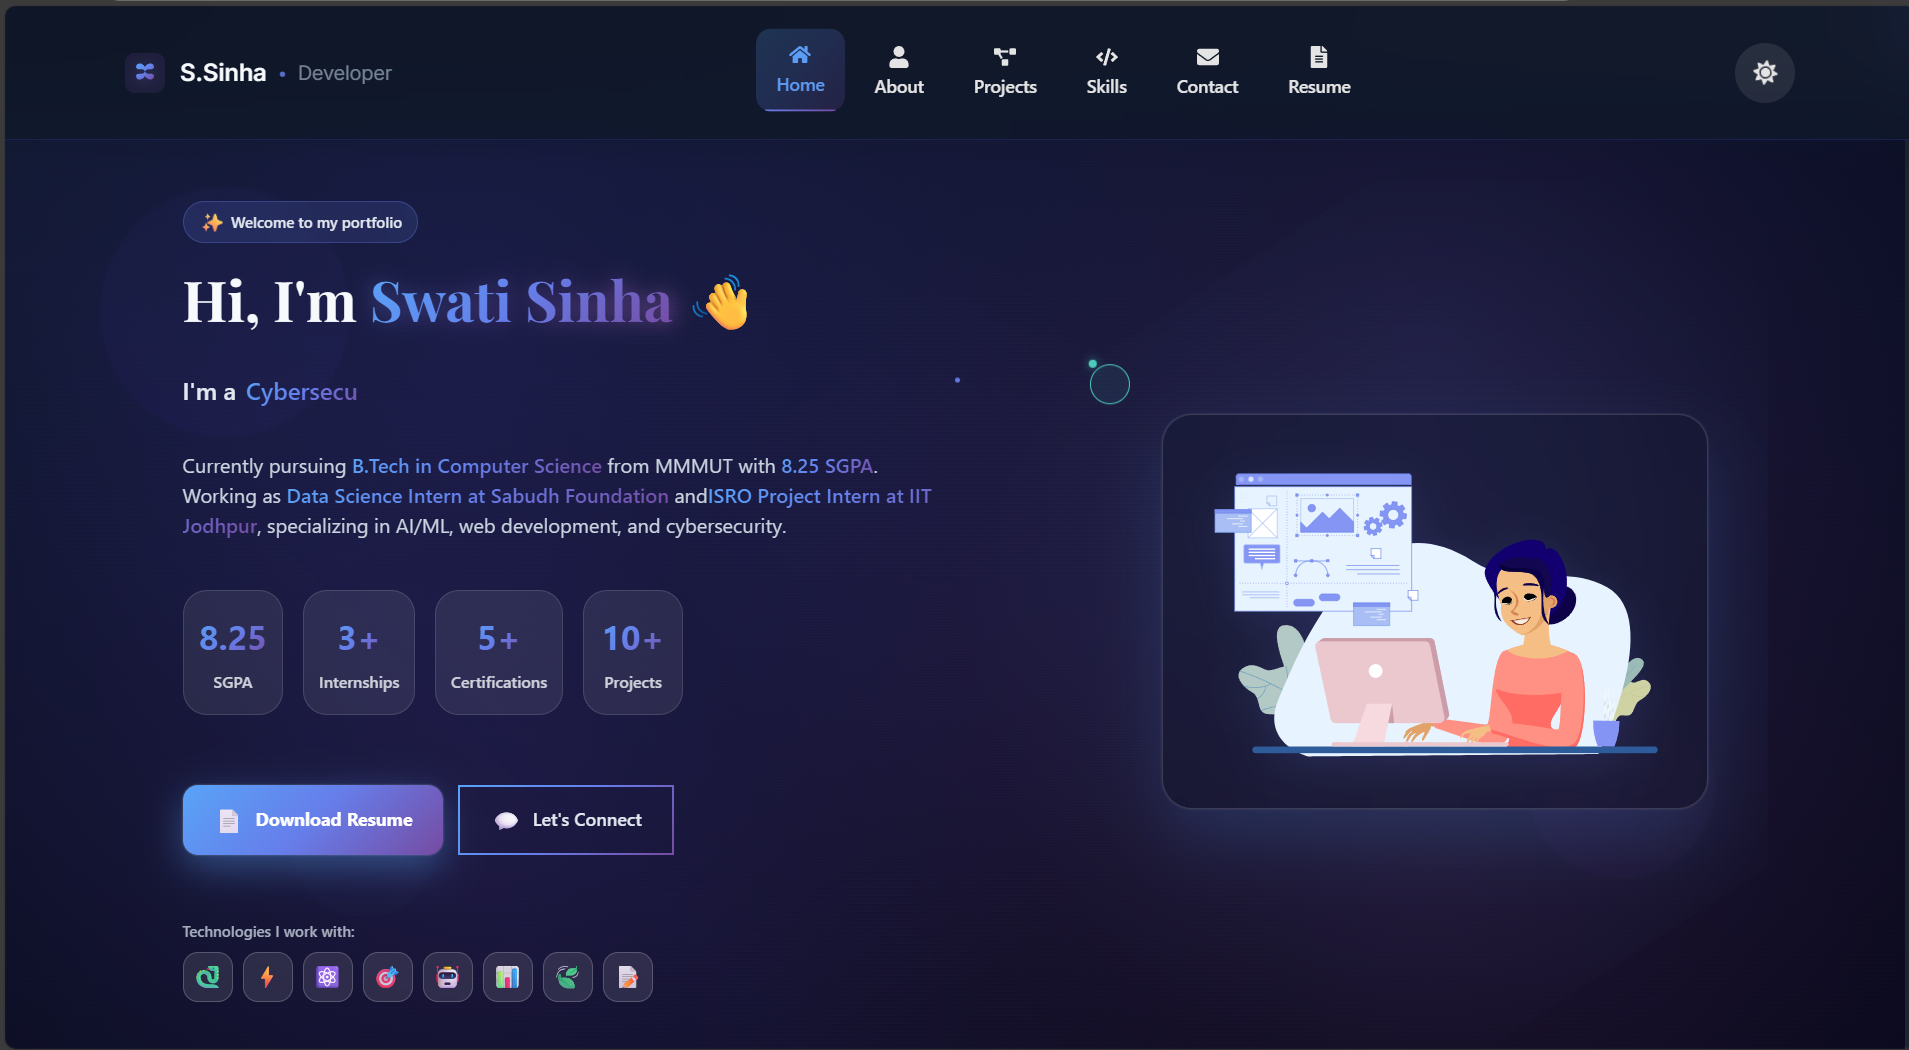 S.Sinha • Developer
Home
About
Projects
Skills
Contact
Resume
✨ Welcome to my portfolio
Hi, I'm Swati Sinha 👋
I'm a Cybersecu
Currently pursuing B.Tech in Computer Science from MMMUT with 8.25 SGPA.
Working as Data Science Intern at Sabudh Foundation andISRO Project Intern at IIT
Jodhpur, specializing in AI/ML, web development, and cybersecurity.
8.25
SGPA
3+
Internships
5+
Certifications
10+
Projects
Download Resume
Let's Connect
Technologies I work with: